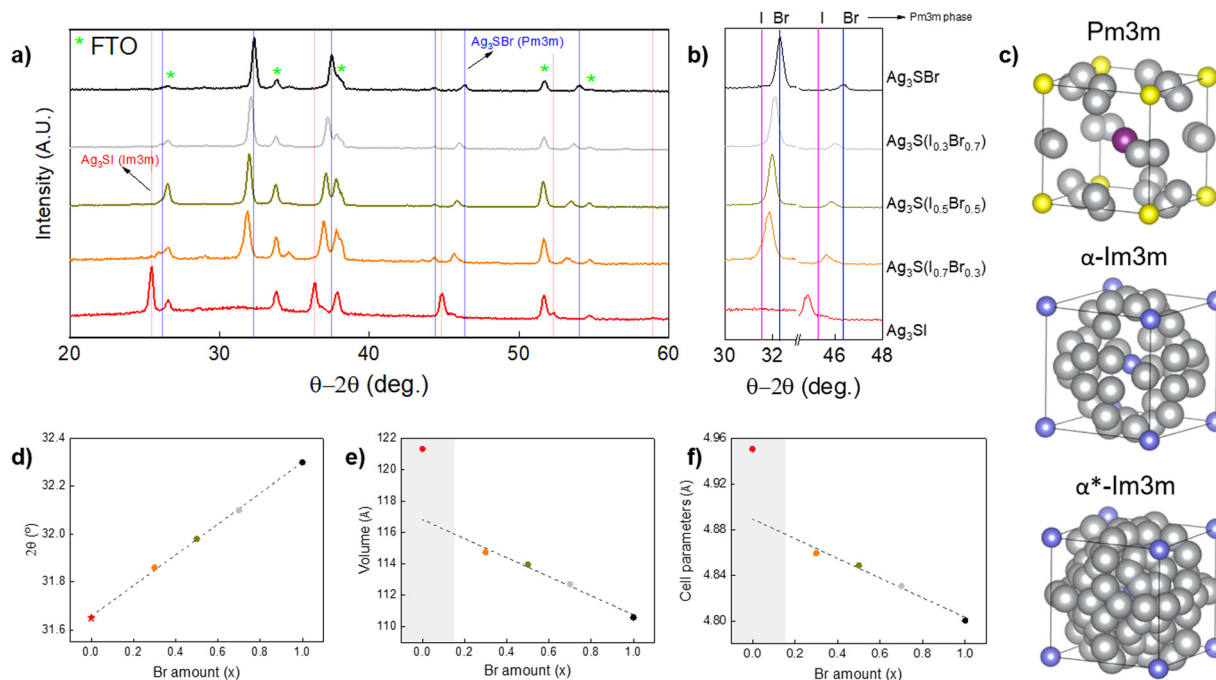 a)
* FTO
Ag₃SBr (Pm3m)
Ag₃SI (Im3m)
Intensity (A.U.)
20 30 40 50 60
θ–2θ (deg.)
b)
I Br I Br → Pm3m phase
Ag₃SBr
Ag₃S(I₀.₃Br₀.₇)
Ag₃S(I₀.₅Br₀.₅)
Ag₃S(I₀.₇Br₀.₃)
Ag₃SI
30 32 46 48
θ–2θ (deg.)
c)
Pm3m
α-Im3m
α*-Im3m
d)
32.4
32.2
32.0
31.8
31.6
2θ (º)
0.0 0.2 0.4 0.6 0.8 1.0
Br amount (x)
e)
122
120
118
116
114
112
110
Volume (Å)
0.0 0.2 0.4 0.6 0.8 1.0
Br amount (x)
f)
4.96
4.92
4.88
4.84
4.80
Cell parameters (Å)
0.0 0.2 0.4 0.6 0.8 1.0
Br amount (x)